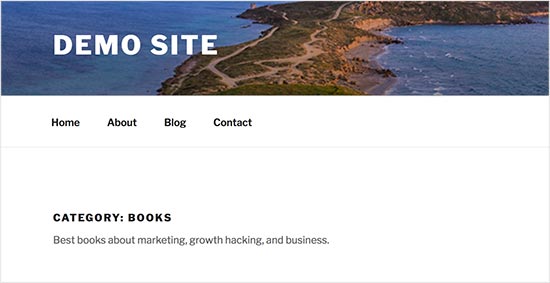 DEMO SITE
Home About Blog Contact
CATEGORY: BOOKS
Best books about marketing, growth hacking, and business.